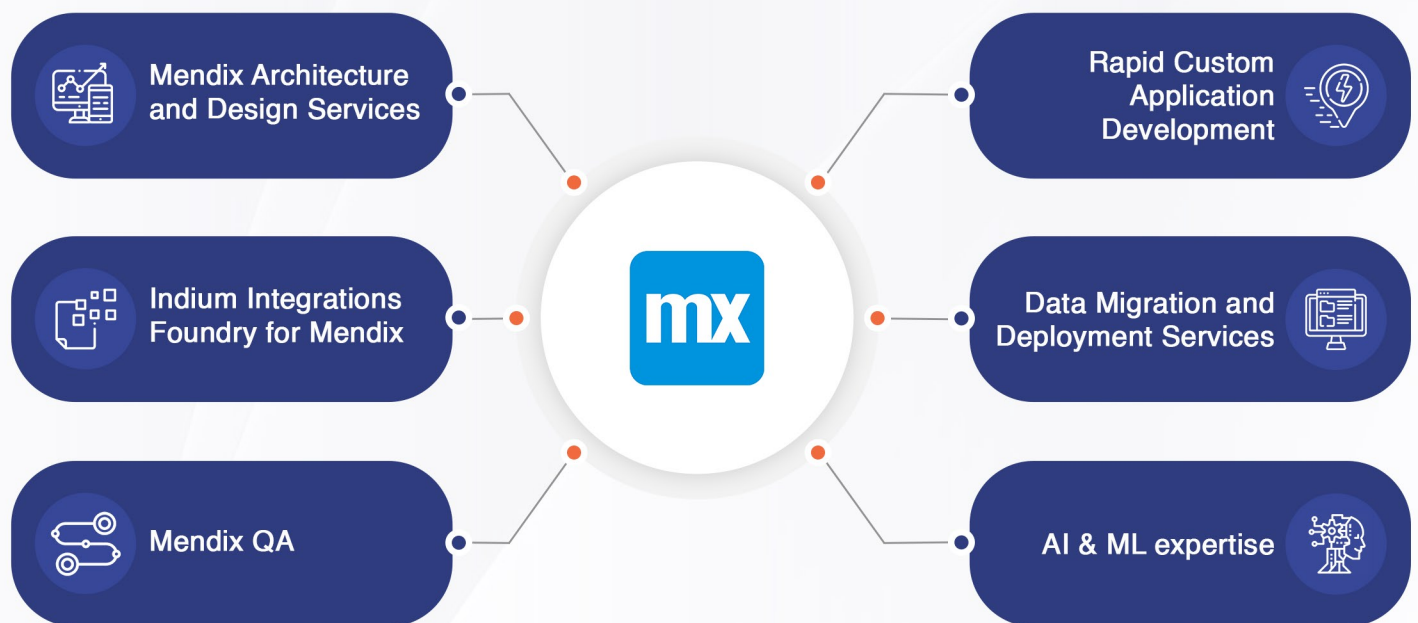 Mendix Architecture
and Design Services
Indium Integrations
Foundry for Mendix
Mendix QA
mx
Rapid Custom
Application
Development
Data Migration and
Deployment Services
AI & ML expertise